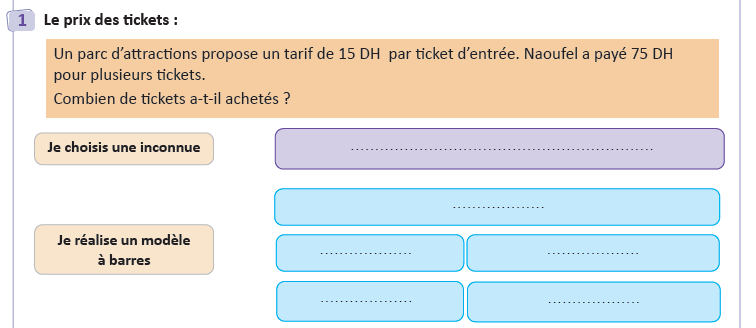 1 Le prix des tickets :
Un parc d'attractions propose un tarif de 15 DH par ticket d'entrée. Naoufel a payé 75 DH
pour plusieurs tickets.
Combien de tickets a-t-il achetés ?
Je choisis une inconnue
..............................................................
...................
Je réalise un modèle
à barres
................... ...................
................... ...................